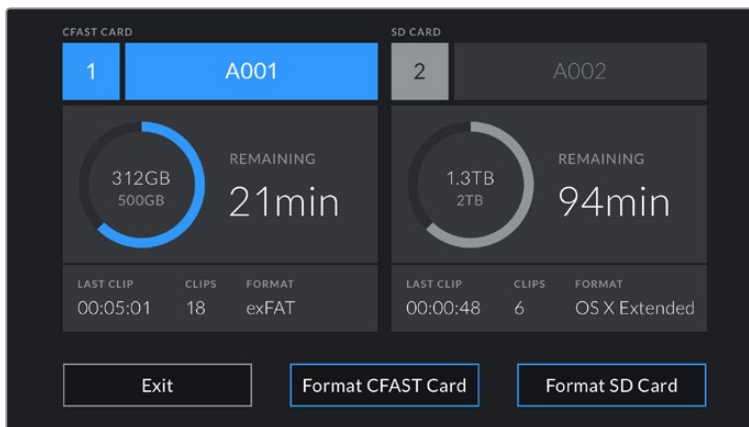 CFAST CARD
1 A001
312GB
500GB
REMAINING
21min
LAST CLIP CLIPS FORMAT
00:05:01 18 exFAT
SD CARD
2 A002
1.3TB
2TB
REMAINING
94min
LAST CLIP CLIPS FORMAT
00:00:48 6 OS X Extended
Exit Format CFAST Card Format SD Card